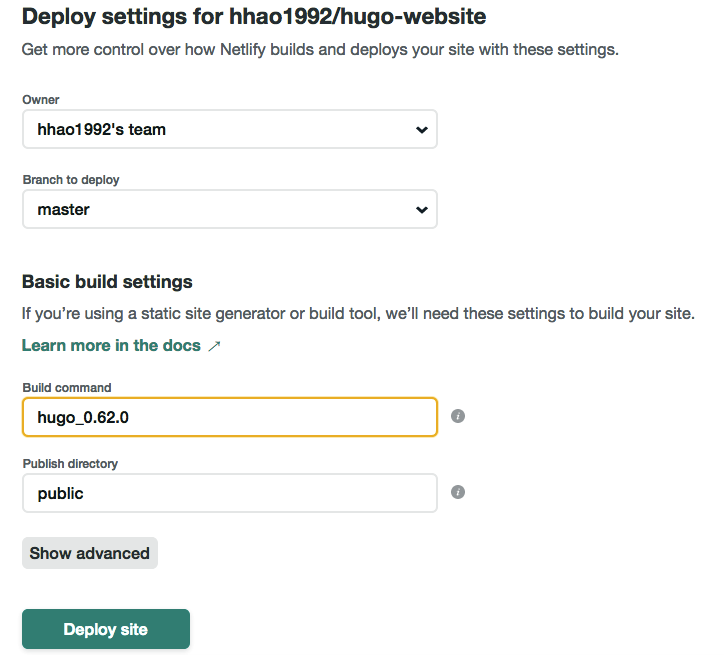 Deploy settings for hhao1992/hugo-website
Get more control over how Netlify builds and deploys your site with these settings.
Owner
hhao1992's team
Branch to deploy
master
Basic build settings
If you’re using a static site generator or build tool, we’ll need these settings to build your site.
Learn more in the docs ↗
Build command
hugo_0.62.0
i
Publish directory
public
i
Show advanced
Deploy site